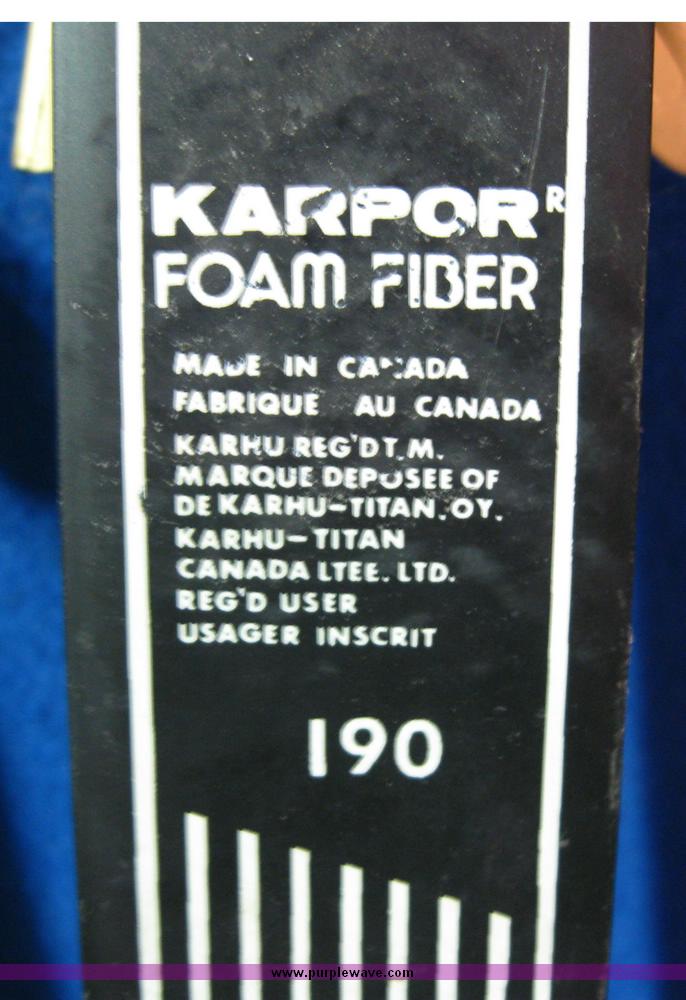 KARPOR R
FOAM FIBER
MADE IN CANADA
FABRIQUE AU CANADA
KARHU REG'D T.M.
MARQUE DEPOSEE OF
DE KARHU-TITAN.OY.
KARHU-TITAN
CANADA LTEE. LTD.
REG'D USER
USAGER INSCRIT
190
www.purplewave.com